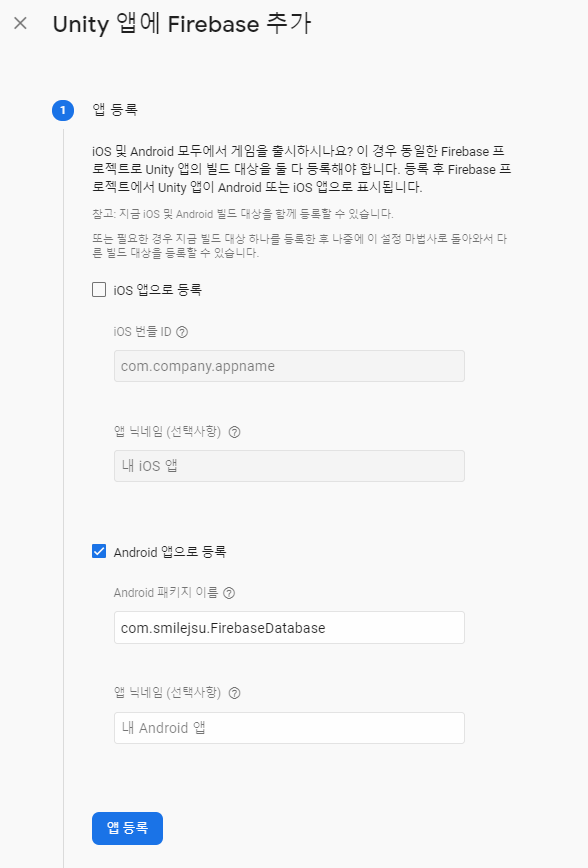 Unity 앱에 Firebase 추가
1 앱 등록
iOS 및 Android 모두에서 게임을 출시하시나요? 이 경우 동일한 Firebase 프
로젝트로 Unity 앱의 빌드 대상을 둘 다 등록해야 합니다. 등록 후 Firebase 프
로젝트에서 Unity 앱이 Android 또는 iOS 앱으로 표시됩니다.
참고: 지금 iOS 및 Android 빌드 대상을 함께 등록할 수 있습니다.
또는 필요한 경우 지금 빌드 대상 하나를 등록한 후 나중에 이 설정 마법사로 돌아와서 다
른 빌드 대상을 등록할 수 있습니다.
iOS 앱으로 등록
iOS 번들 ID
com.company.appname
앱 닉네임 (선택사항)
내 iOS 앱
Android 앱으로 등록
Android 패키지 이름
com.smilejsu.FirebaseDatabase
앱 닉네임 (선택사항)
내 Android 앱
앱 등록